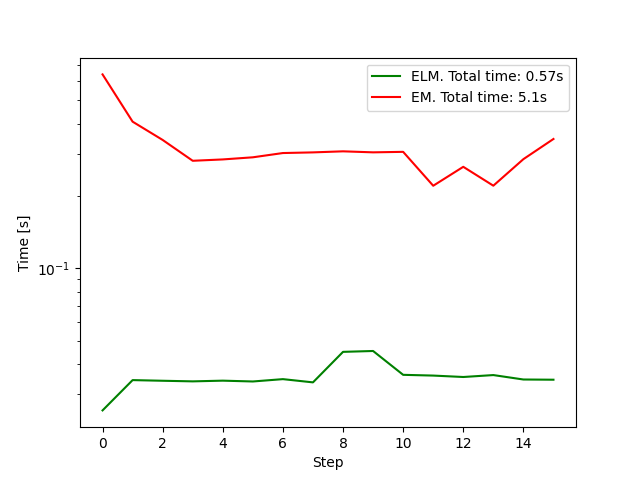 ELM. Total time: 0.57s
EM. Total time: 5.1s
Time [s]
10⁻¹
0 2 4 6 8 10 12 14
Step